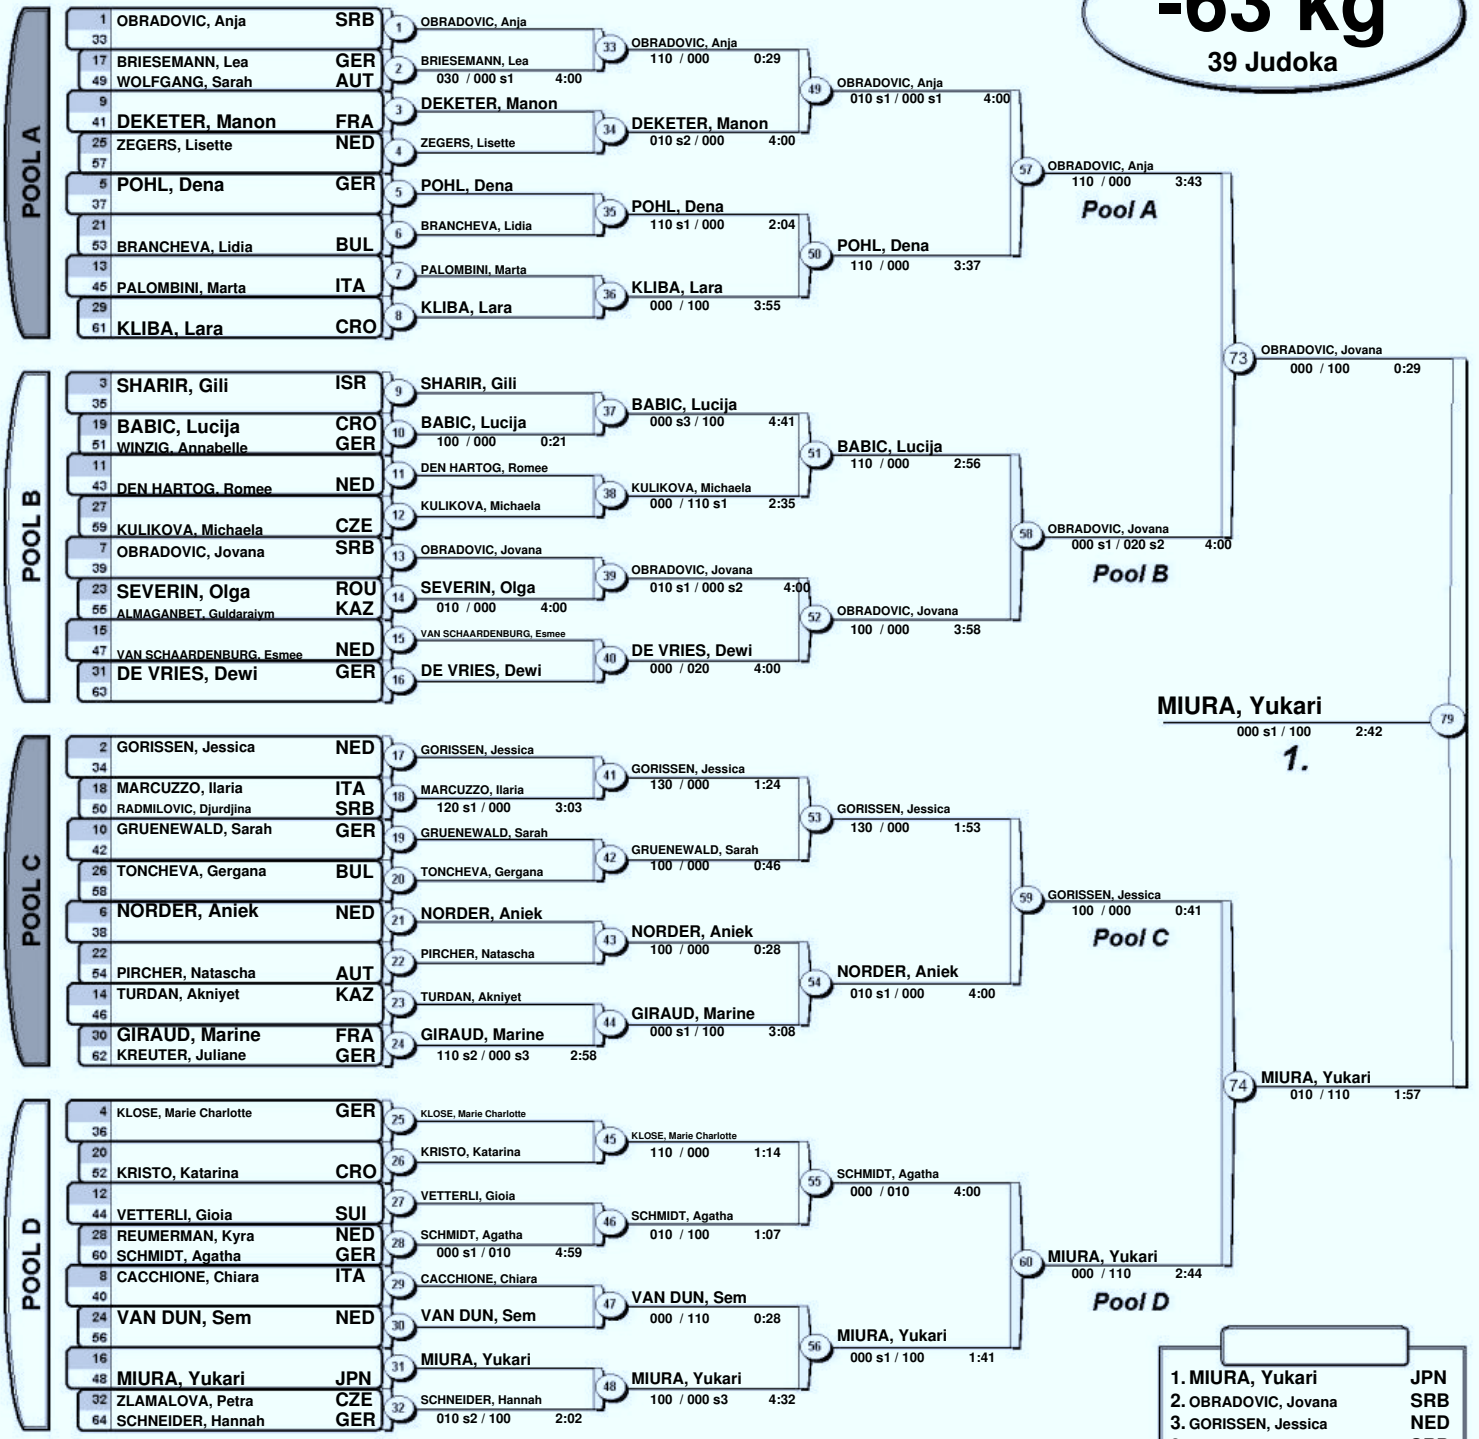 -63 kg
39 Judoka
POOL A
1 OBRADOVIC, Anja SRB
33
17 BRIESEMANN, Lea GER
49 WOLFGANG, Sarah AUT
9
41 DEKETER, Manon FRA
25 ZEGERS, Lisette NED
57
5 POHL, Dena GER
37
21
53 BRANCHEVA, Lidia BUL
13
45 PALOMBINI, Marta ITA
29
61 KLIBA, Lara CRO
1 OBRADOVIC, Anja
2 BRIESEMANN, Lea
030 / 000 s1 4:00
3 DEKETER, Manon
4 ZEGERS, Lisette
5 POHL, Dena
6 BRANCHEVA, Lidia
7 PALOMBINI, Marta
8 KLIBA, Lara
33 OBRADOVIC, Anja
110 / 000 0:29
34 DEKETER, Manon
010 s2 / 000 4:00
35 POHL, Dena
110 s1 / 000 2:04
36 KLIBA, Lara
000 / 100 3:55
49 OBRADOVIC, Anja
010 s1 / 000 s1 4:00
50 POHL, Dena
110 / 000 3:37
57 OBRADOVIC, Anja
110 / 000 3:43
Pool A
POOL B
3 SHARIR, Gili ISR
35
19 BABIC, Lucija CRO
51 WINZIG, Annabelle GER
11
43 DEN HARTOG, Romee NED
27
59 KULIKOVA, Michaela CZE
7 OBRADOVIC, Jovana SRB
39
23 SEVERIN, Olga ROU
55 ALMAGANBET, Guldaraiym KAZ
15
47 VAN SCHAARDENBURG, Esmee NED
31 DE VRIES, Dewi GER
63
9 SHARIR, Gili
10 BABIC, Lucija
100 / 000 0:21
11 DEN HARTOG, Romee
12 KULIKOVA, Michaela
13 OBRADOVIC, Jovana
14 SEVERIN, Olga
010 / 000 4:00
15 VAN SCHAARDENBURG, Esmee
16 DE VRIES, Dewi
37 BABIC, Lucija
000 s3 / 100 4:41
38 KULIKOVA, Michaela
000 / 110 s1 2:35
39 OBRADOVIC, Jovana
010 s1 / 000 s2 4:00
40 DE VRIES, Dewi
000 / 020 4:00
51 BABIC, Lucija
110 / 000 2:56
52 OBRADOVIC, Jovana
100 / 000 3:58
58 OBRADOVIC, Jovana
000 s1 / 020 s2 4:00
Pool B
73 OBRADOVIC, Jovana
000 / 100 0:29
MIURA, Yukari 79
000 s1 / 100 2:42
1.
POOL C
2 GORISSEN, Jessica NED
34
18 MARCUZZO, Ilaria ITA
50 RADMILOVIC, Djurdjina SRB
10 GRUENEWALD, Sarah GER
42
26 TONCHEVA, Gergana BUL
58
6 NORDER, Aniek NED
38
22
54 PIRCHER, Natascha AUT
14 TURDAN, Akniyet KAZ
46
30 GIRAUD, Marine FRA
62 KREUTER, Juliane GER
17 GORISSEN, Jessica
18 MARCUZZO, Ilaria
120 s1 / 000 3:03
19 GRUENEWALD, Sarah
20 TONCHEVA, Gergana
21 NORDER, Aniek
22 PIRCHER, Natascha
23 TURDAN, Akniyet
24 GIRAUD, Marine
110 s2 / 000 s3 2:58
41 GORISSEN, Jessica
130 / 000 1:24
42 GRUENEWALD, Sarah
100 / 000 0:46
43 NORDER, Aniek
100 / 000 0:28
44 GIRAUD, Marine
000 s1 / 100 3:08
53 GORISSEN, Jessica
130 / 000 1:53
54 NORDER, Aniek
010 s1 / 000 4:00
59 GORISSEN, Jessica
100 / 000 0:41
Pool C
74 MIURA, Yukari
010 / 110 1:57
POOL D
4 KLOSE, Marie Charlotte GER
36
20
52 KRISTO, Katarina CRO
12
44 VETTERLI, Gioia SUI
28 REUMERMAN, Kyra NED
60 SCHMIDT, Agatha GER
8 CACCHIONE, Chiara ITA
40
24 VAN DUN, Sem NED
56
16
48 MIURA, Yukari JPN
32 ZLAMALOVA, Petra CZE
64 SCHNEIDER, Hannah GER
25 KLOSE, Marie Charlotte
26 KRISTO, Katarina
27 VETTERLI, Gioia
28 SCHMIDT, Agatha
000 s1 / 010 4:59
29 CACCHIONE, Chiara
30 VAN DUN, Sem
31 MIURA, Yukari
32 SCHNEIDER, Hannah
010 s2 / 100 2:02
45 KLOSE, Marie Charlotte
110 / 000 1:14
46 SCHMIDT, Agatha
010 / 100 1:07
47 VAN DUN, Sem
000 / 110 0:28
48 MIURA, Yukari
100 / 000 s3 4:32
55 SCHMIDT, Agatha
000 / 010 4:00
56 MIURA, Yukari
000 s1 / 100 1:41
60 MIURA, Yukari
000 / 110 2:44
Pool D
1. MIURA, Yukari JPN
2. OBRADOVIC, Jovana SRB
3. GORISSEN, Jessica NED